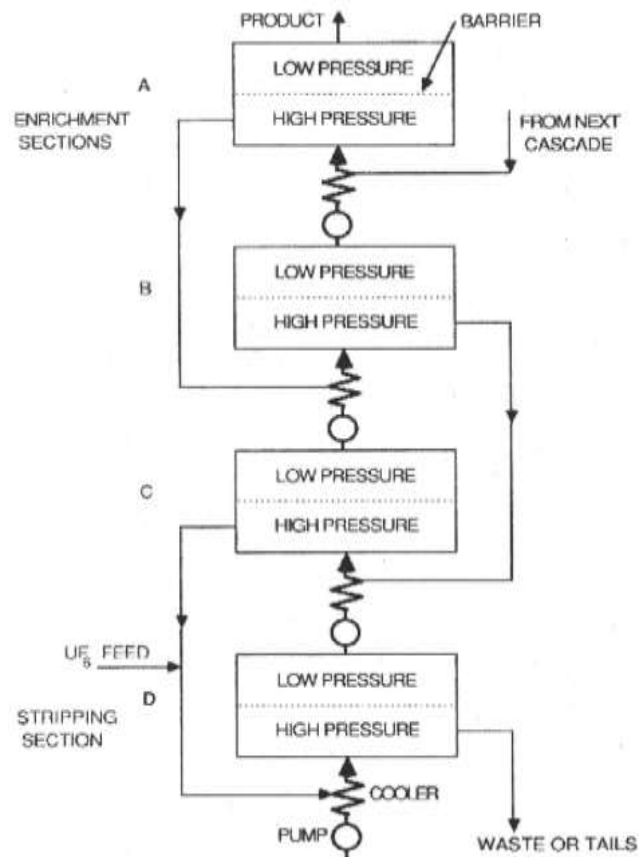 PRODUCT
BARRIER
A
LOW PRESSURE
HIGH PRESSURE
ENRICHMENT
SECTIONS
FROM NEXT
CASCADE
B
LOW PRESSURE
HIGH PRESSURE
C
LOW PRESSURE
HIGH PRESSURE
UF6 FEED
D
LOW PRESSURE
HIGH PRESSURE
STRIPPING
SECTION
COOLER
PUMP
WASTE OR TAILS